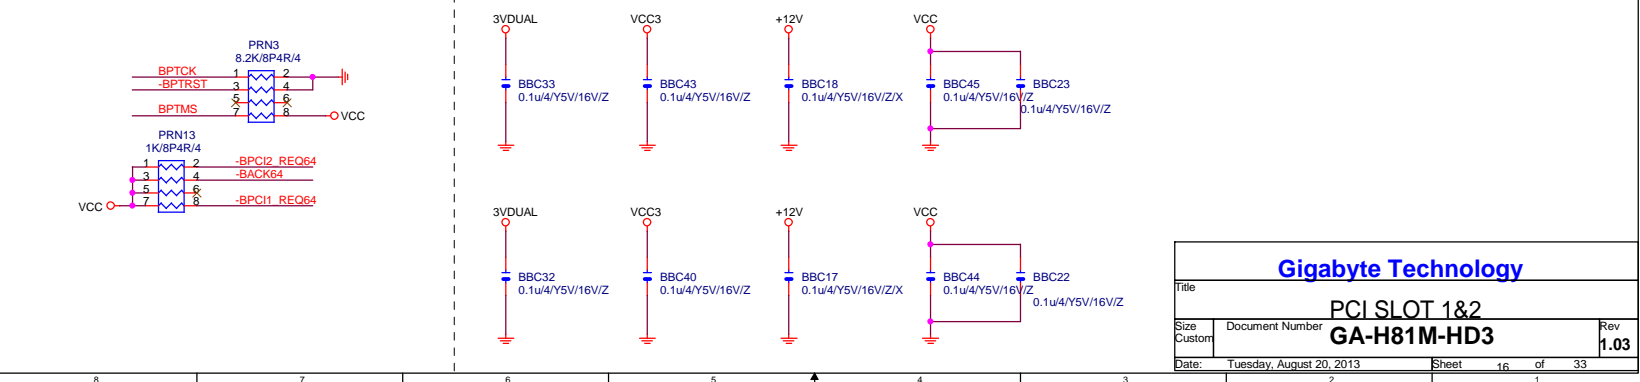 3VDUAL
VCC3
+12V
VCC
PRN3
8.2K/8P4R/4
BPTCK
1
2
-BPTRST
3
4
5
6
BPTMS
7
8
VCC
BBC33
0.1u/4/Y5V/16V/Z
BBC43
0.1u/4/Y5V/16V/Z
BBC18
0.1u/4/Y5V/16V/Z/X
BBC45
0.1u/4/Y5V/16V/Z
BBC23
0.1u/4/Y5V/16V/Z
PRN13
1K/8P4R/4
1
2
-BPCI2_REQ64
3
4
-BACK64
5
6
VCC
7
8
-BPCI1_REQ64
3VDUAL
VCC3
+12V
VCC
BBC32
0.1u/4/Y5V/16V/Z
BBC40
0.1u/4/Y5V/16V/Z
BBC17
0.1u/4/Y5V/16V/Z/X
BBC44
0.1u/4/Y5V/16V/Z
BBC22
0.1u/4/Y5V/16V/Z
Gigabyte Technology
Title
PCI SLOT 1&2
Size
Custom
Document Number
GA-H81M-HD3
Rev
1.03
Date:
Tuesday, August 20, 2013
Sheet
16
of
33
8
7
6
5
4
3
2
1